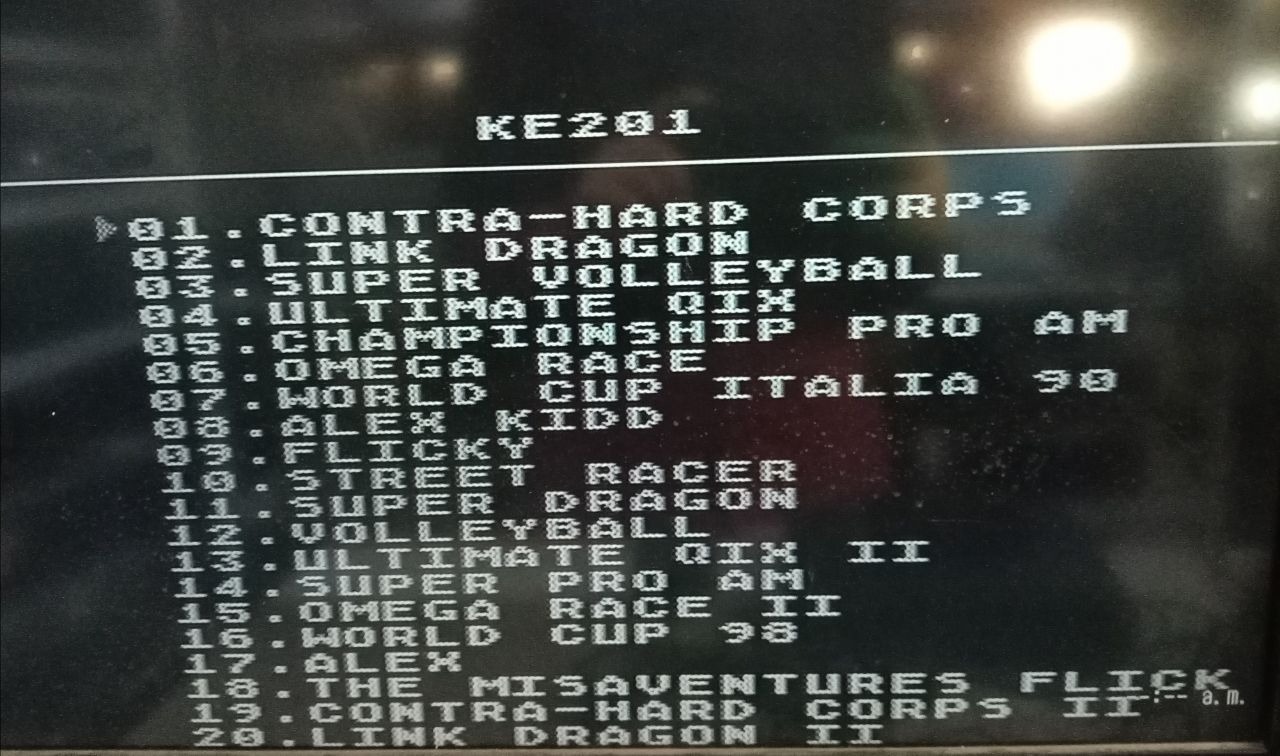 KE201
01.CONTRA-HARD CORPS
02.LINK DRAGON
03.SUPER VOLLEYBALL
04.ULTIMATE QIX
05.CHAMPIONSHIP PRO AM
06.OMEGA RACE
07.WORLD CUP ITALIA 90
08.ALEX KIDD
09.FLICKY
10.STREET RACER
11.SUPER DRAGON
12.VOLLEYBALL
13.ULTIMATE QIX II
14.SUPER PRO AM
15.OMEGA RACE II
16.WORLD CUP 98
17.ALEX
18.THE MISAVENTURES FLICK
19.CONTRA-HARD CORPS II
-:-- a.m.
20.LINK DRAGON II